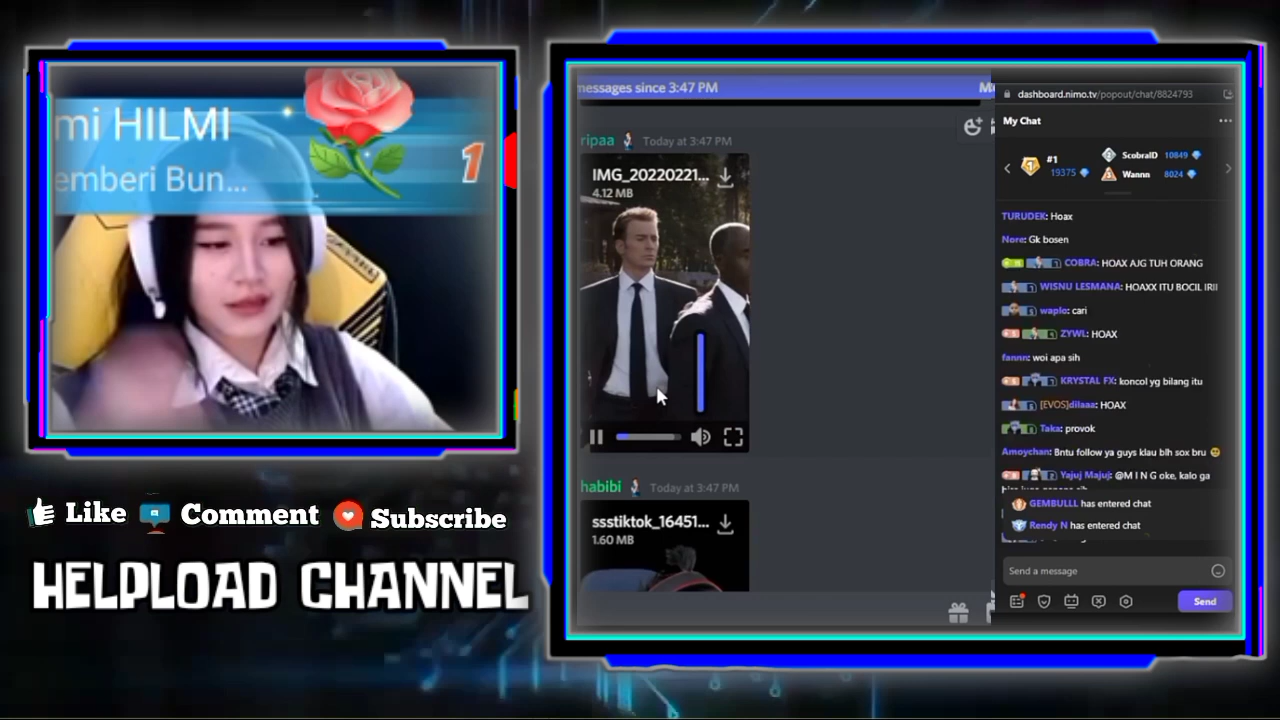 mi HILMI
emberi Bun...
1
Like
Comment
Subscribe
HELPLOAD CHANNEL
messages since 3:47 PM
ripaa Today at 3:47 PM
IMG_20220221...
4.12 MB
habibi Today at 3:47 PM
ssstiktok_16451...
1.60 MB
dashboard.nimo.tv/popout/chat/8824793
My Chat
#1
19375
ScobralD 10849
Wannn 8024
TURUDEK: Hoax
Nore: Gk bosen
COBRA: HOAX AJG TUH ORANG
WISNU LESMANA: HOAXX ITU BOCIL IRII
waplo: cari
ZYWL: HOAX
fannrr: woi apa sih
KRYSTAL FX: koncol yg bilang itu
[EVOS]dilaaa: HOAX
Taka: provok
Amoychan: Bntu follow ya guys klau blh sox bru
Yajuj Majuj: @M I N G oke, kalo ga
GEMBULLL has entered chat
Rendy N has entered chat
Send a message
Send